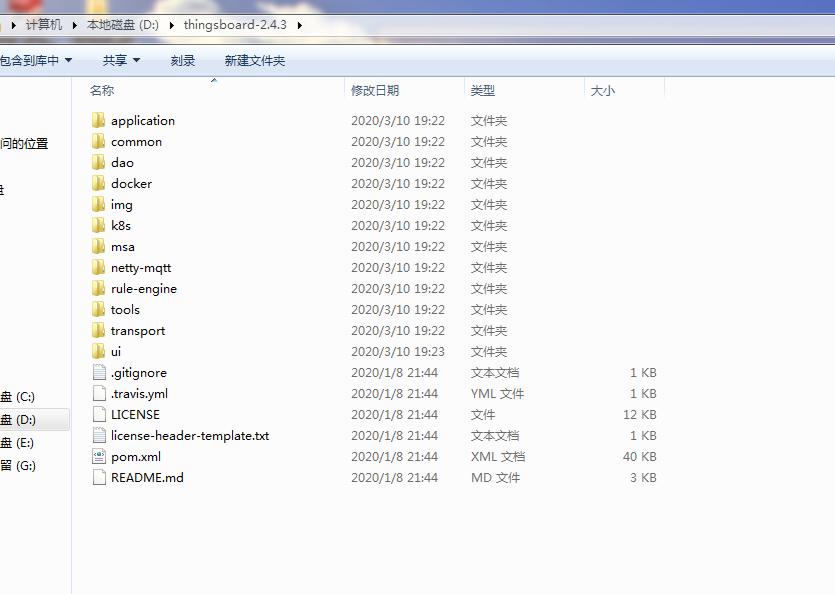 计算机 本地磁盘 (D:) thingsboard-2.4.3
包含到库中 共享 刻录 新建文件夹
名称 修改日期 类型 大小
application 2020/3/10 19:22 文件夹
common 2020/3/10 19:22 文件夹
问的位置
dao 2020/3/10 19:22 文件夹
docker 2020/3/10 19:22 文件夹
盘
img 2020/3/10 19:22 文件夹
k8s 2020/3/10 19:22 文件夹
msa 2020/3/10 19:22 文件夹
netty-mqtt 2020/3/10 19:22 文件夹
rule-engine 2020/3/10 19:22 文件夹
tools 2020/3/10 19:22 文件夹
transport 2020/3/10 19:22 文件夹
ui 2020/3/10 19:23 文件夹
.gitignore 2020/1/8 21:44 文本文档 1 KB
.travis.yml 2020/1/8 21:44 YML 文件 1 KB
盘 (C:)
LICENSE 2020/1/8 21:44 文件 12 KB
盘 (D:)
license-header-template.txt 2020/1/8 21:44 文本文档 1 KB
盘 (E:)
pom.xml 2020/1/8 21:44 XML 文档 40 KB
留 (G:)
README.md 2020/1/8 21:44 MD 文件 3 KB